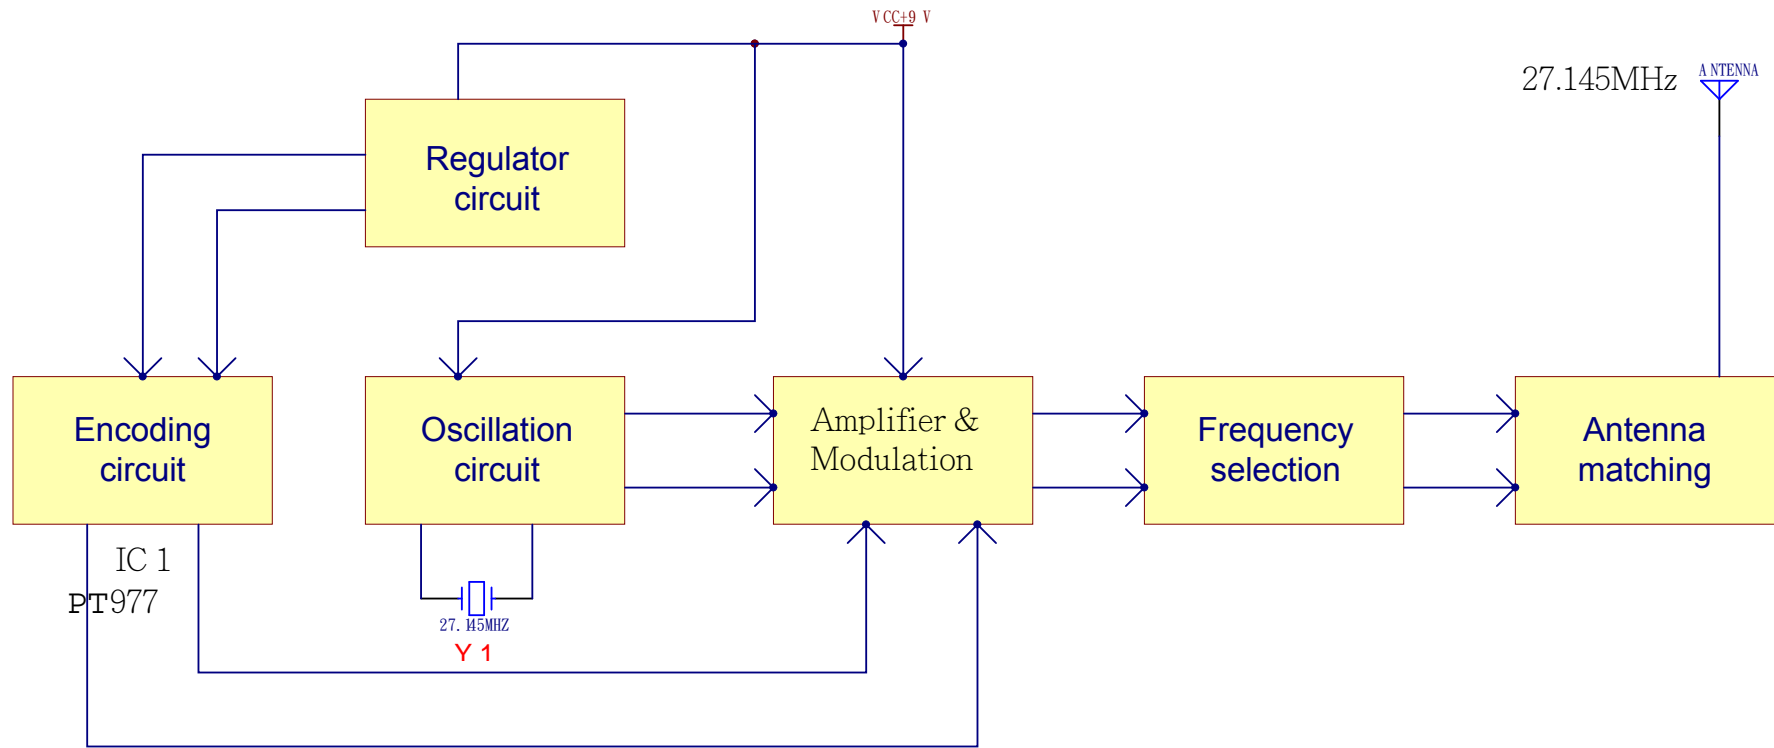 VCC+9 V
27.145MHz
ANTENNA
Regulator
circuit
Encoding
circuit
Oscillation
circuit
Amplifier &
Modulation
Frequency
selection
Antenna
matching
IC 1
PT977
27.145MHZ
Y 1